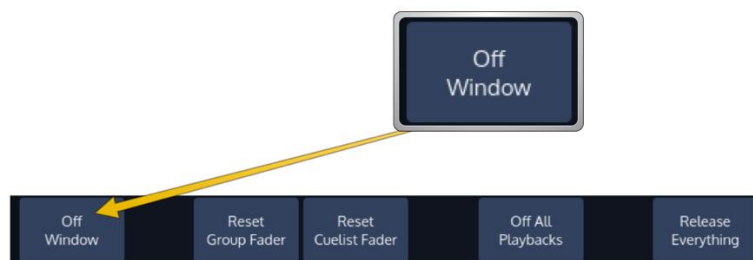 Off
Window
Off
Window
Reset
Group Fader
Reset
Cuelist Fader
Off All
Playbacks
Release
Everything